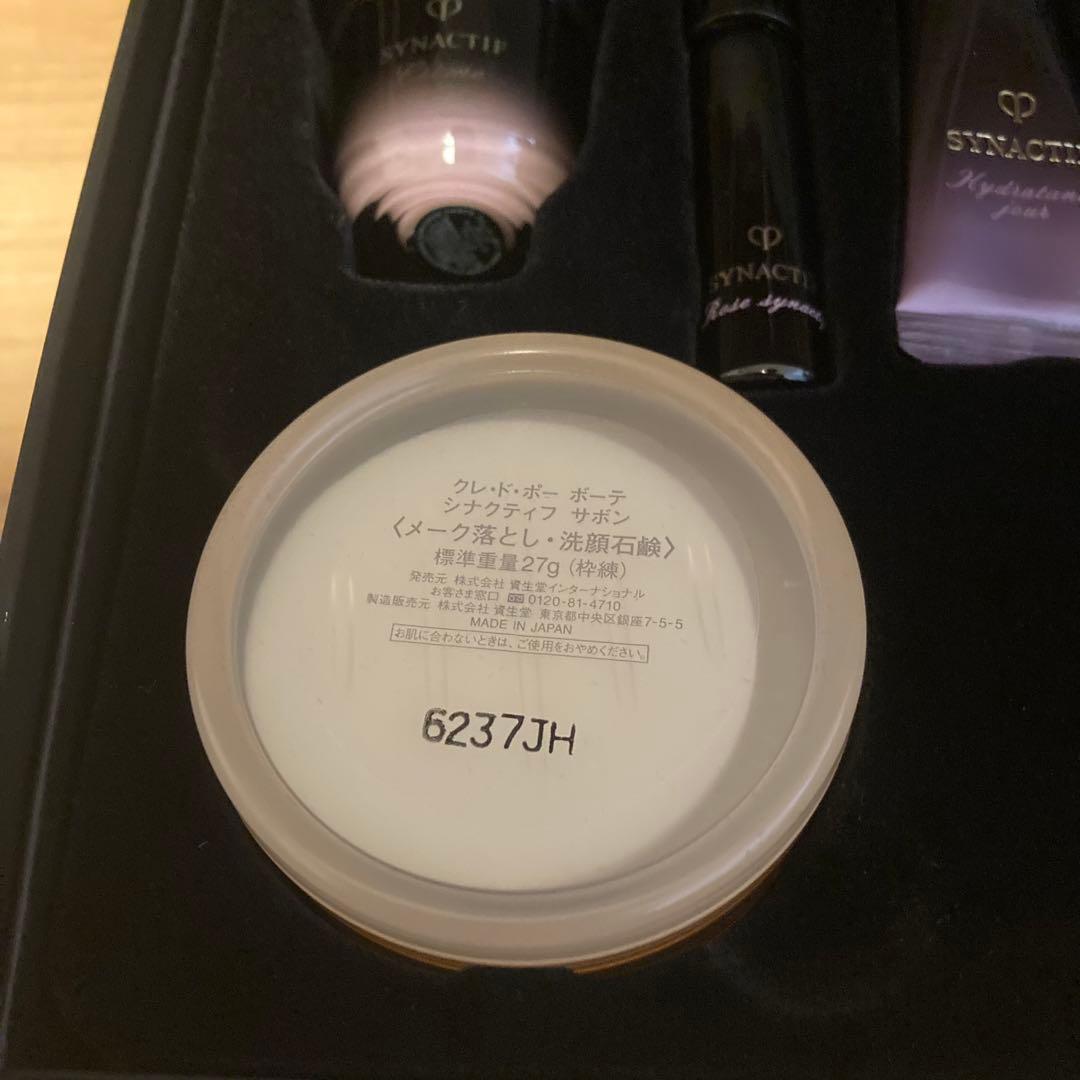 SYNACTIF
SYNACTIF
Rose synactif
SYNACTIF
Hydratant
jour
クレ・ド・ポー ボーテ
シナクティフ サボン
〈メーク落とし・洗顔石鹸〉
標準重量27g（枠練）
発売元 株式会社 資生堂インターナショナル
お客さま窓口 0120-81-4710
製造販売元 株式会社 資生堂 東京都中央区銀座7-5-5
MADE IN JAPAN
お肌に合わないときは、ご使用をおやめください。
6237JH